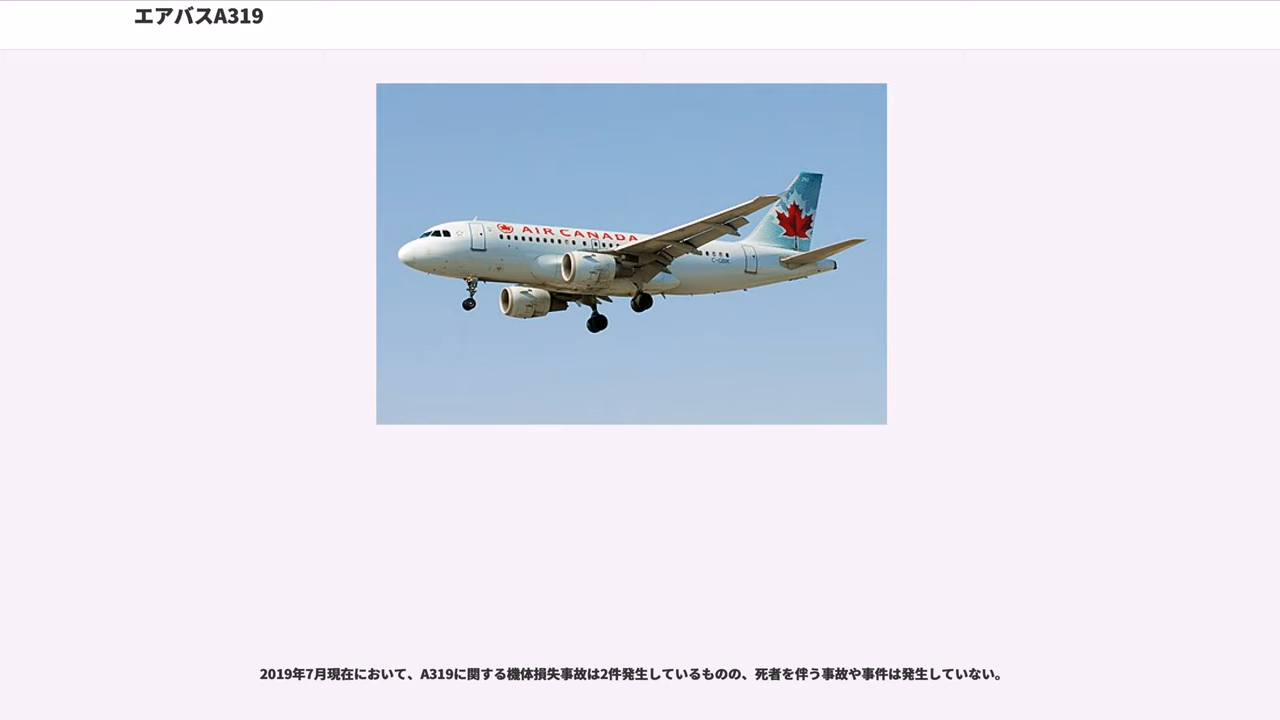 エアバスA319
AIR CANADA
2019年7月現在において、A319に関する機体損失事故は2件発生しているものの、死者を伴う事故や事件は発生していない。